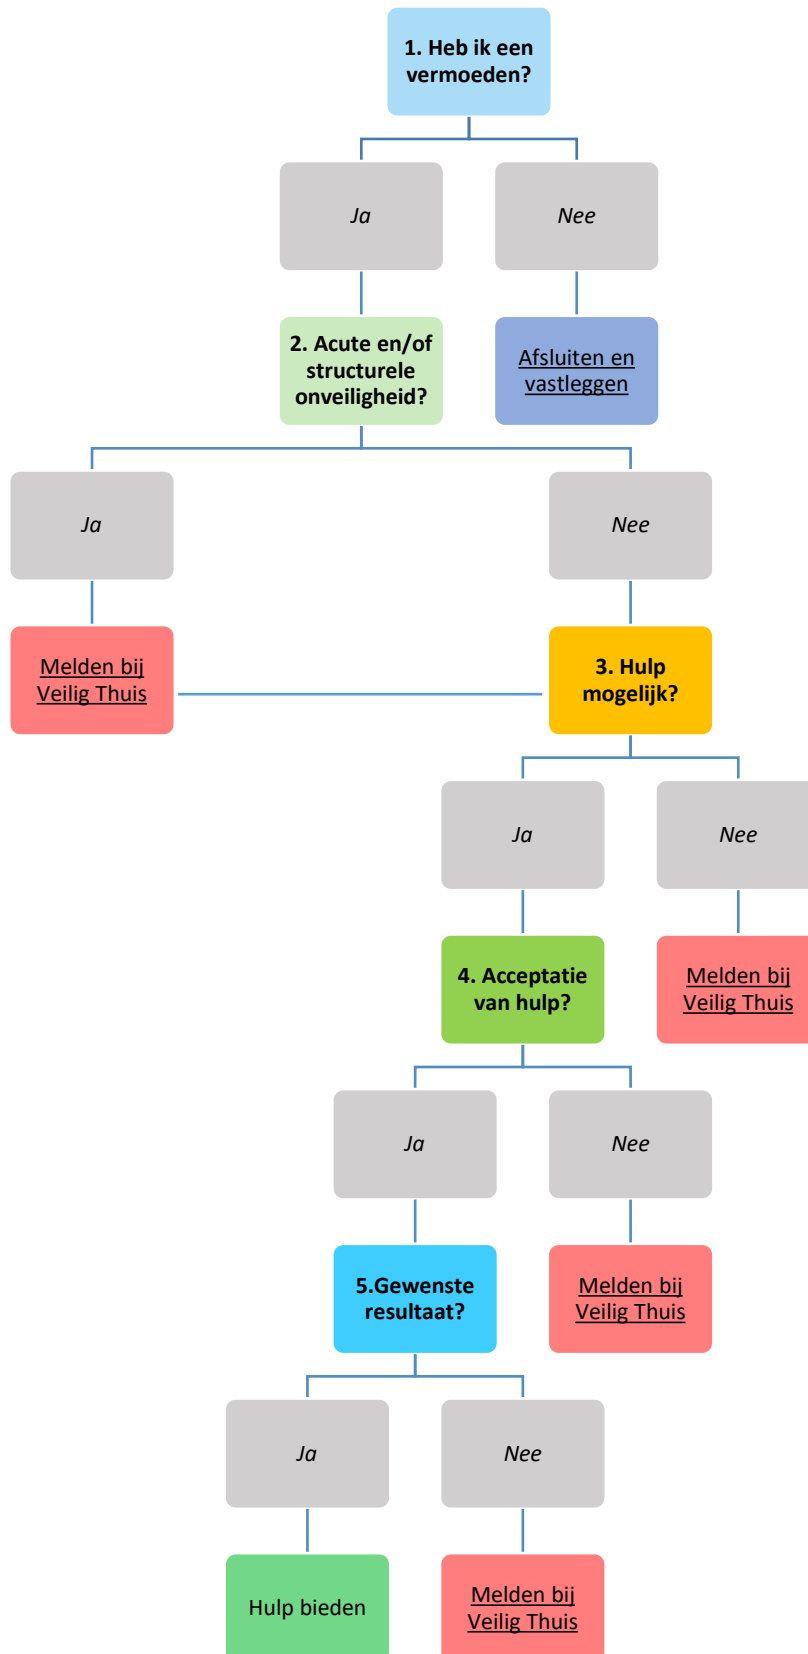 1. Heb ik een
vermoeden?
Ja
Nee
2. Acute en/of
structurele
onveiligheid?
Afsluiten en
vastleggen
Ja
Nee
Melden bij
Veilig Thuis
3. Hulp
mogelijk?
Ja
Nee
4. Acceptatie
van hulp?
Melden bij
Veilig Thuis
Ja
Nee
5.Gewenste
resultaat?
Melden bij
Veilig Thuis
Ja
Nee
Hulp bieden
Melden bij
Veilig Thuis